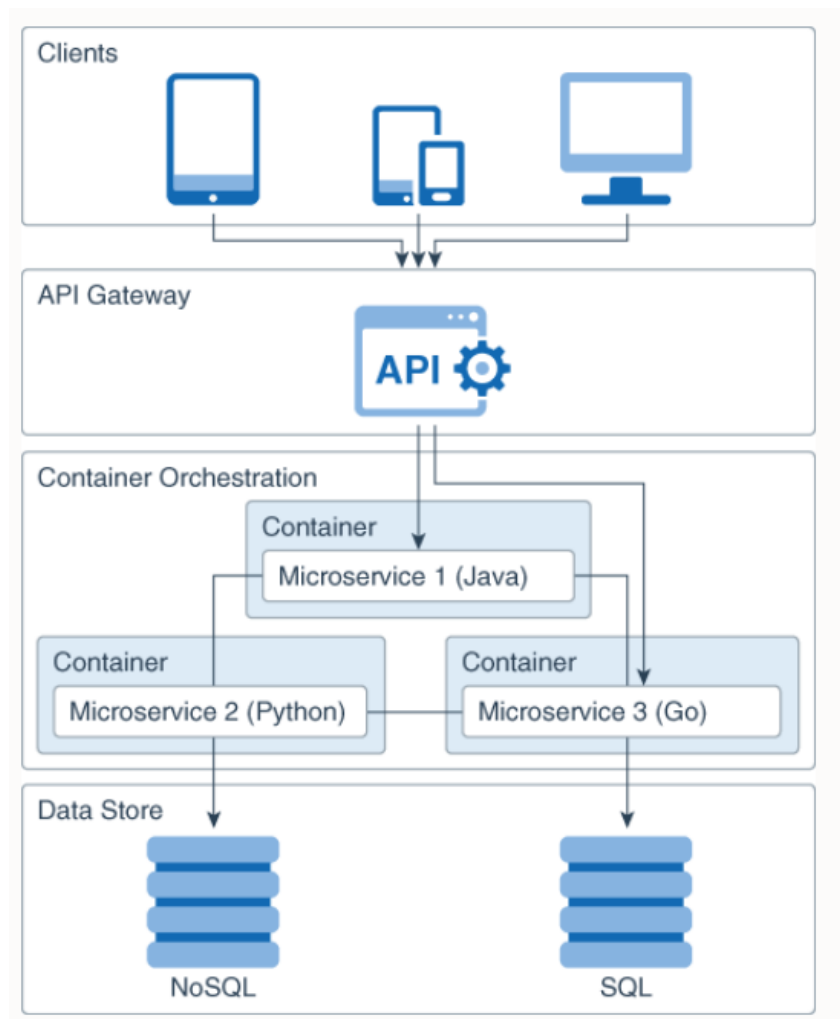 Clients
API Gateway
API
Container Orchestration
Container
Microservice 1 (Java)
Container
Container
Microservice 2 (Python)
Microservice 3 (Go)
Data Store
NoSQL
SQL